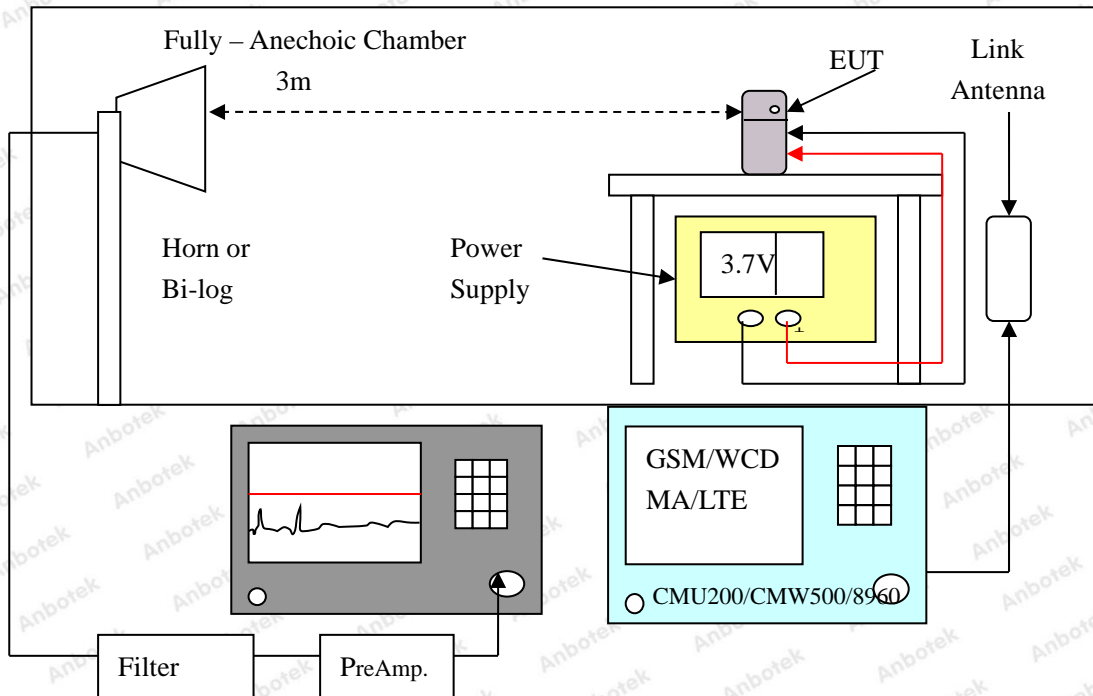 Fully – Anechoic Chamber
3m
EUT
Link
Antenna
Horn or
Bi-log
Power
Supply
3.7V
GSM/WCD
MA/LTE
CMU200/CMW500/8960
Filter
PreAmp.
Anbotek